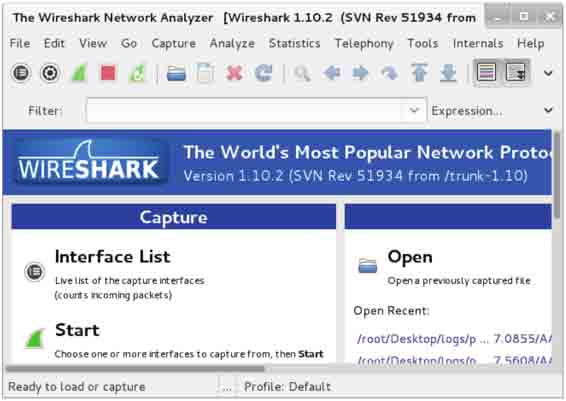 The Wireshark Network Analyzer [Wireshark 1.10.2 (SVN Rev 51934 from
File Edit View Go Capture Analyze Statistics Telephony Tools Internals Help
Filter: Expression...
WIRESHARK
The World's Most Popular Network Proto
Version 1.10.2 (SVN Rev 51934 from /trunk-1.10)
Capture
Interface List
Live list of the capture interfaces
(counts incoming packets)
Start
Choose one or more interfaces to capture from, then Start
Open
Open a previously captured file
Open Recent:
/root/Desktop/logs/p ... 7.0855/A
/root/Desktop/logs/p ... 7.5608/A
Ready to load or capture ... Profile: Default